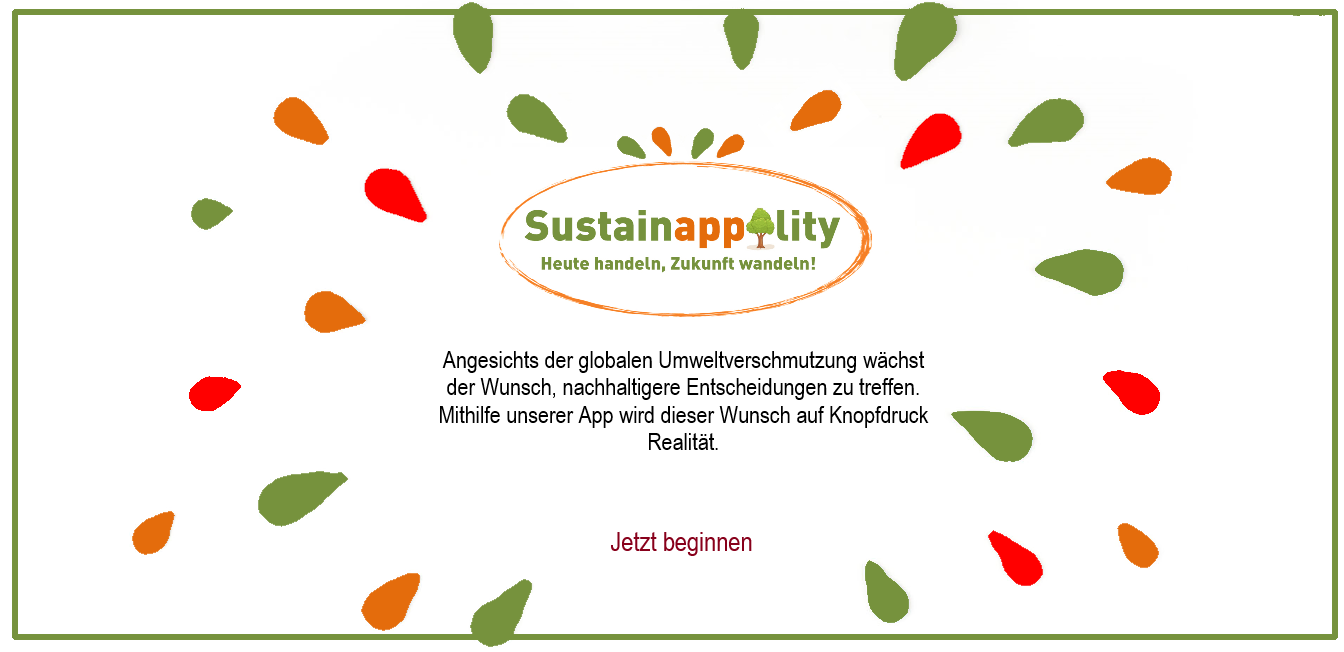 Sustainappolity
Heute handeln, Zukunft wandeln!
Angesichts der globalen Umweltverschmutzung wächst
der Wunsch, nachhaltigere Entscheidungen zu treffen.
Mithilfe unserer App wird dieser Wunsch auf Knopfdruck
Realität.
Jetzt beginnen